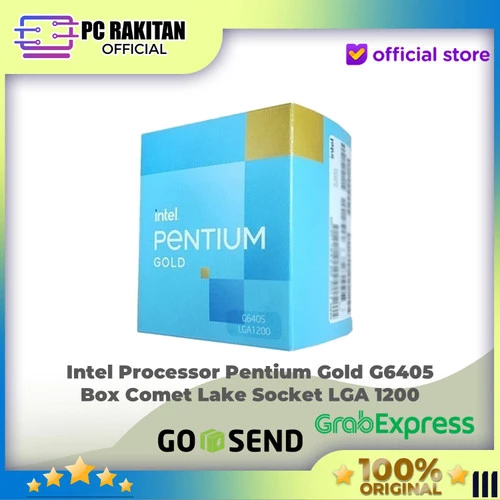 PC RAKITAN
OFFICIAL
official store
intel
intel.
PENTIUM
GOLD
G6405
LGA1200
Intel Processor Pentium Gold G6405
Box Comet Lake Socket LGA 1200
GrabExpress
GO SEND
100%
ORIGINAL